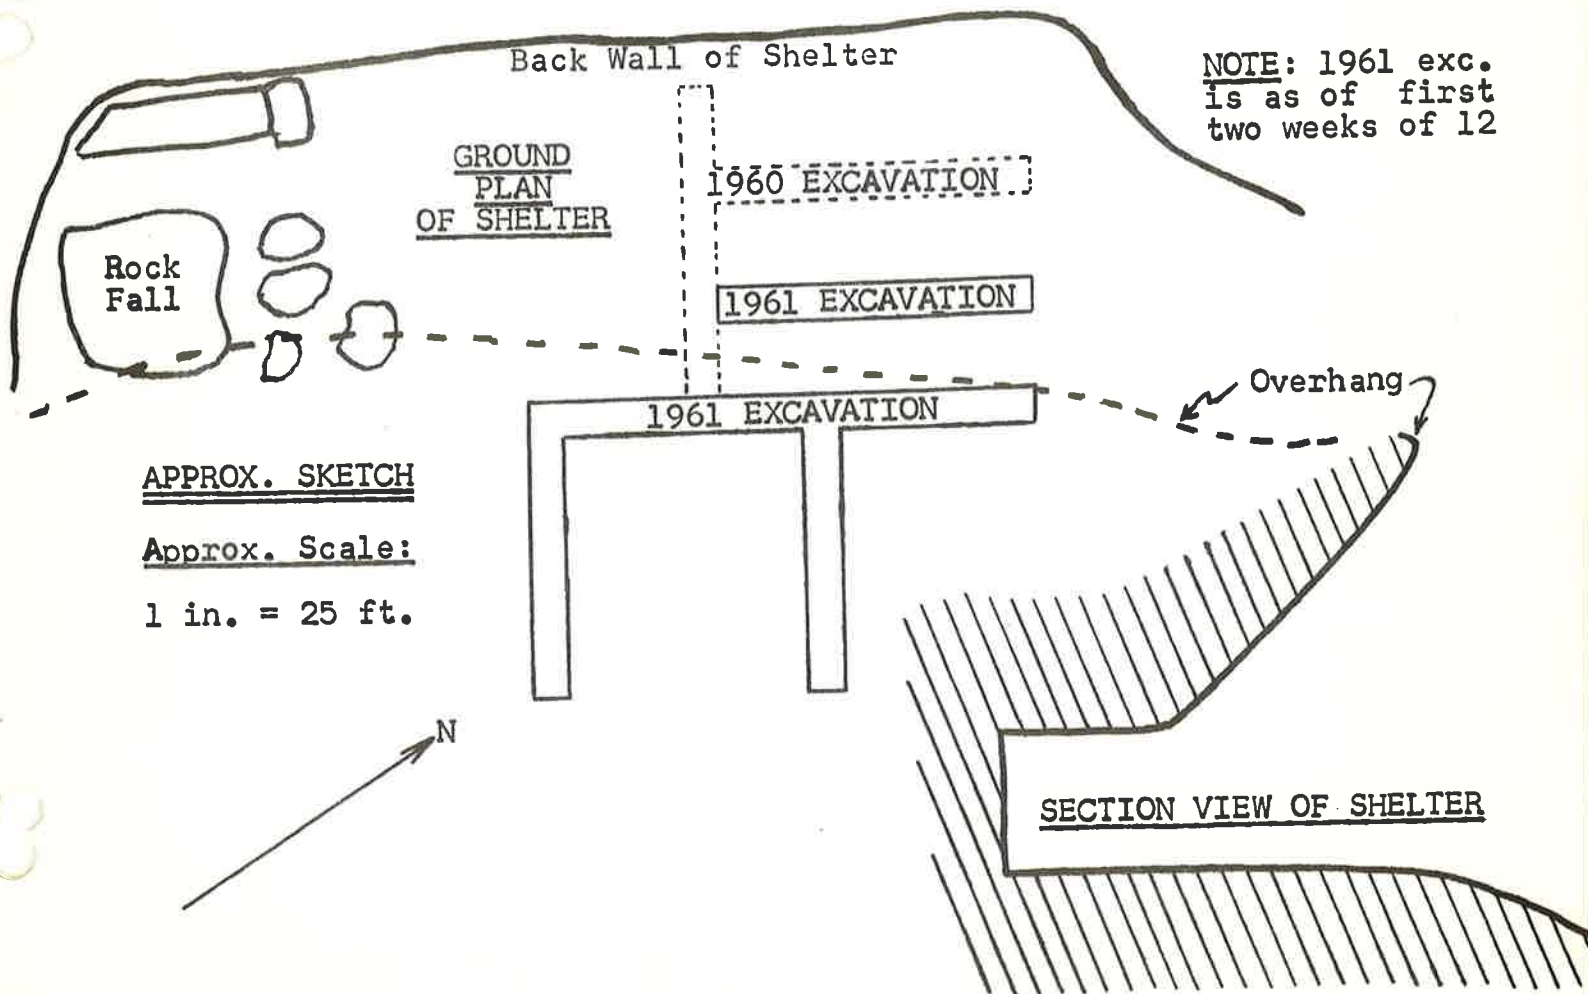 Back Wall of Shelter
NOTE: 1961 exc.
is as of first
two weeks of 12
GROUND
PLAN
OF SHELTER
1960 EXCAVATION
Rock
Fall
1961 EXCAVATION
Overhang
1961 EXCAVATION
APPROX. SKETCH
Approx. Scale:
1 in. = 25 ft.
N
SECTION VIEW OF SHELTER